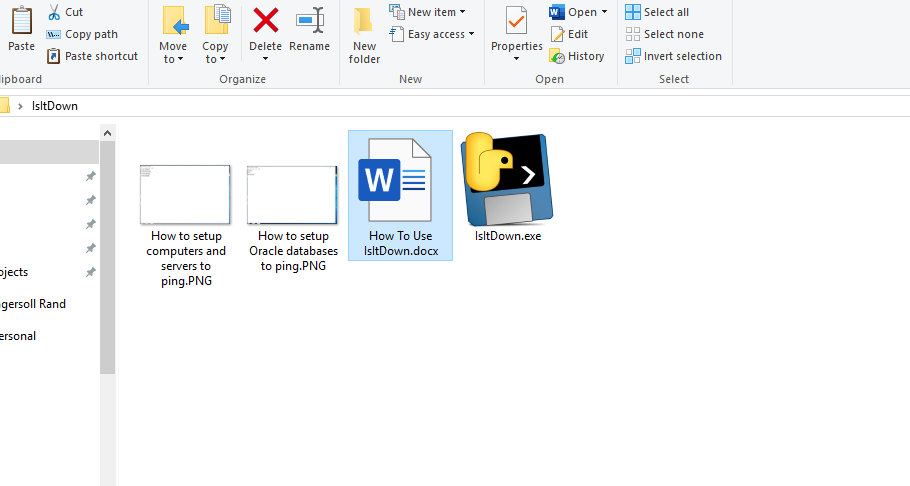 Paste
Cut
Copy path
Paste shortcut
lipboard
Move to
Copy to
Delete
Rename
Organize
New folder
New item
Easy access
New
Properties
Open
Edit
History
Open
Select all
Select none
Invert selection
Select
IsItDown
How to setup
computers and
servers to
ping.PNG
How to setup
Oracle databases
to ping.PNG
How To Use
IsItDown.docx
IsItDown.exe
ojects
ngersoll Rand
ersonal